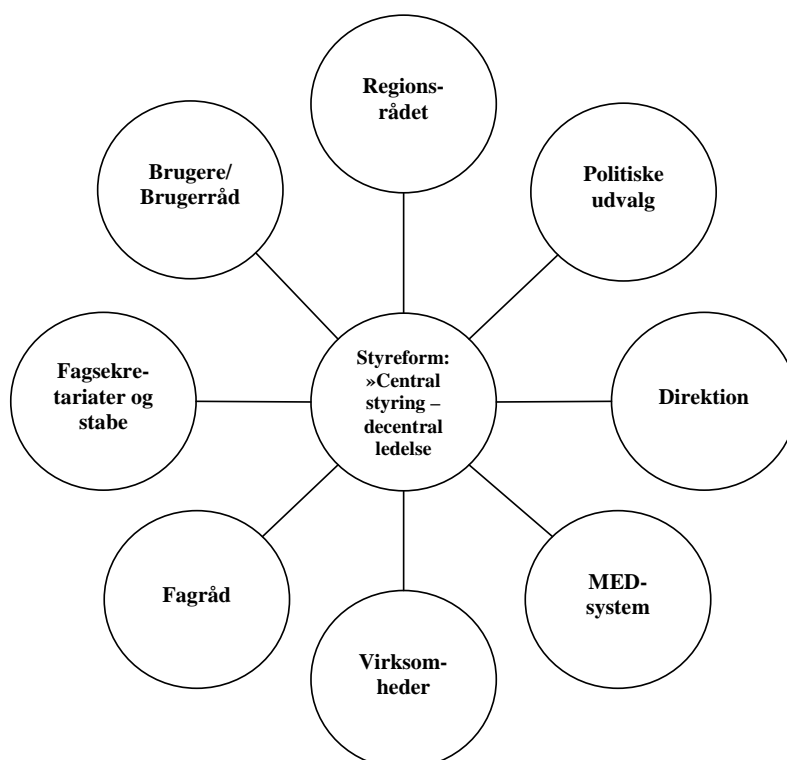 Regions-
rådet
Brugere/
Brugerråd
Politiske
udvalg
Fagsekre-
tariater og
stabe
Styreform:
»Central
styring –
decentral
ledelse
Direktion
Fagråd
MED-
system
Virksom-
heder